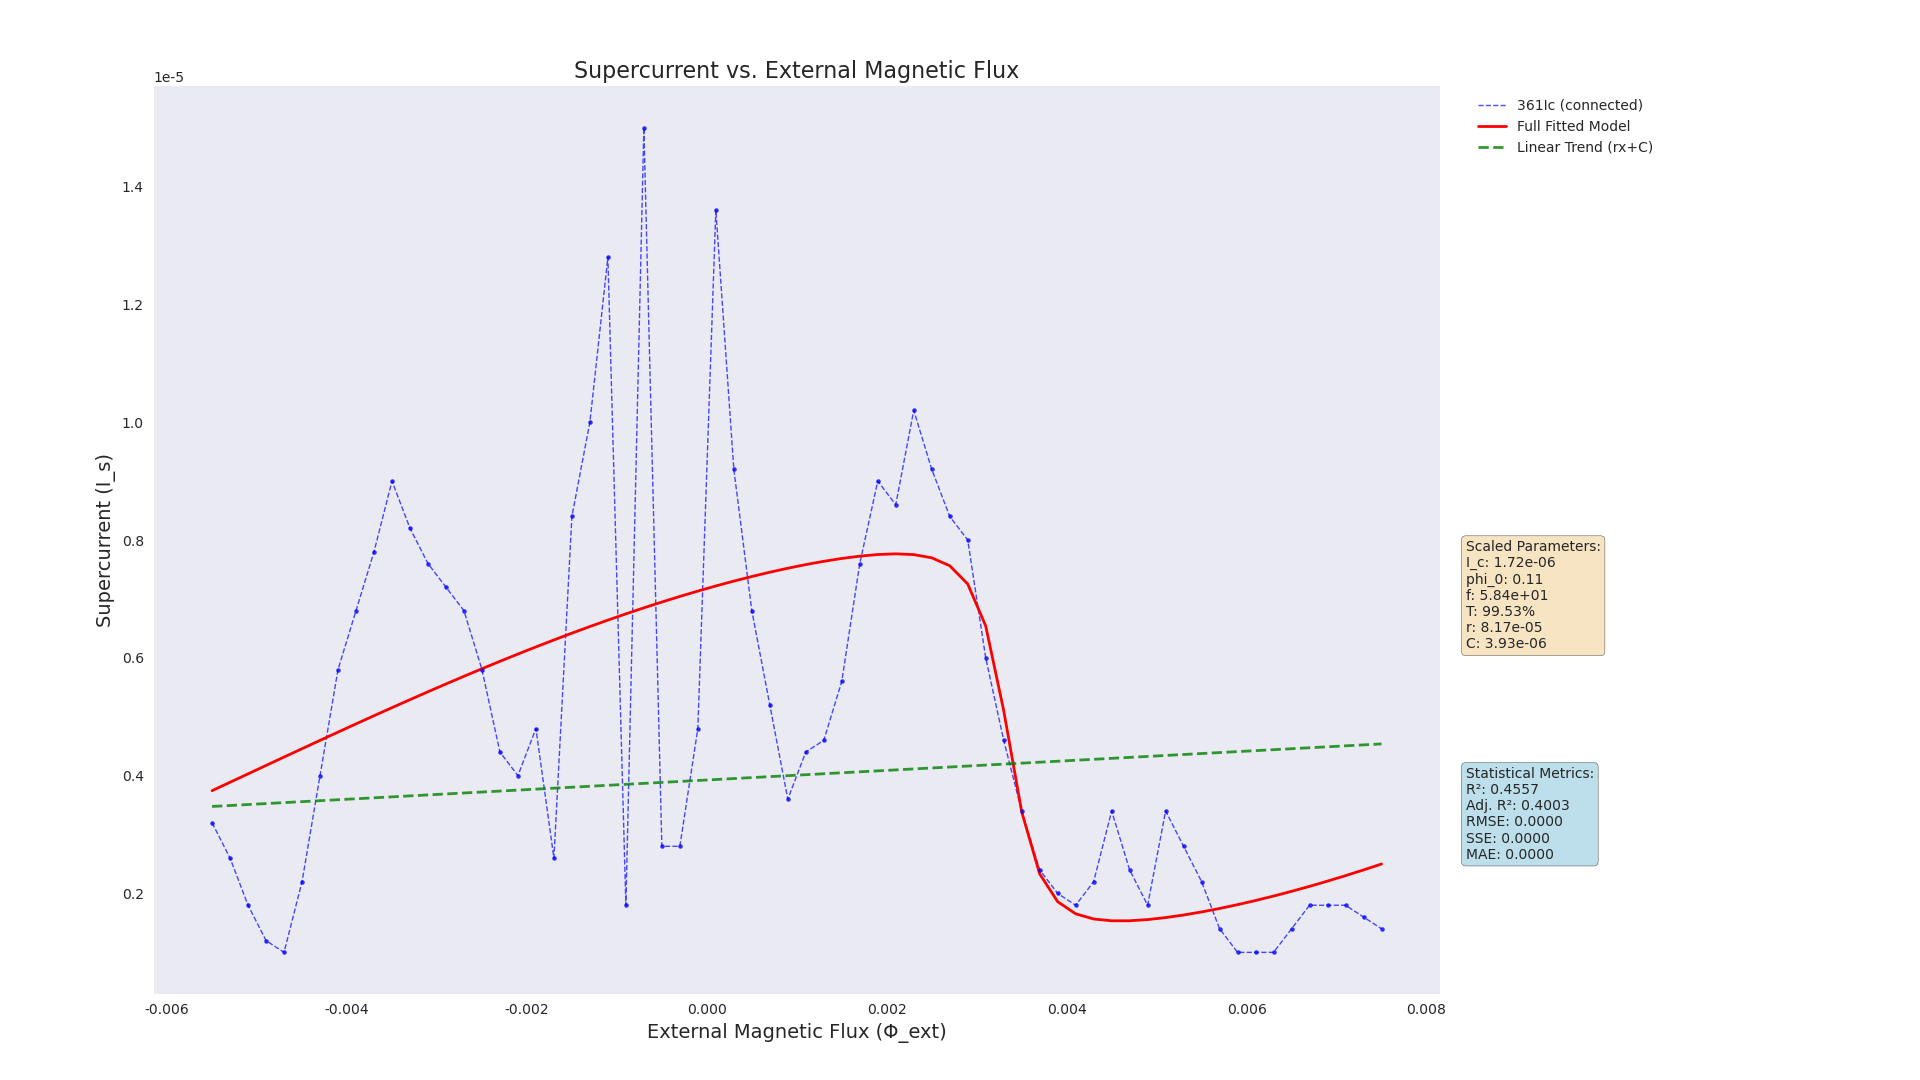 Supercurrent vs. External Magnetic Flux
1e-5
1.4
1.2
1.0
0.8
0.6
0.4
0.2
Supercurrent (I_s)
-0.006
-0.004
-0.002
0.000
0.002
0.004
0.006
0.008
External Magnetic Flux (Φ_ext)
361Ic (connected)
Full Fitted Model
Linear Trend (rx+C)
Scaled Parameters:
I_c: 1.72e-06
phi_0: 0.11
f: 5.84e+01
T: 99.53%
r: 8.17e-05
C: 3.93e-06
Statistical Metrics:
R²: 0.4557
Adj. R²: 0.4003
RMSE: 0.0000
SSE: 0.0000
MAE: 0.0000